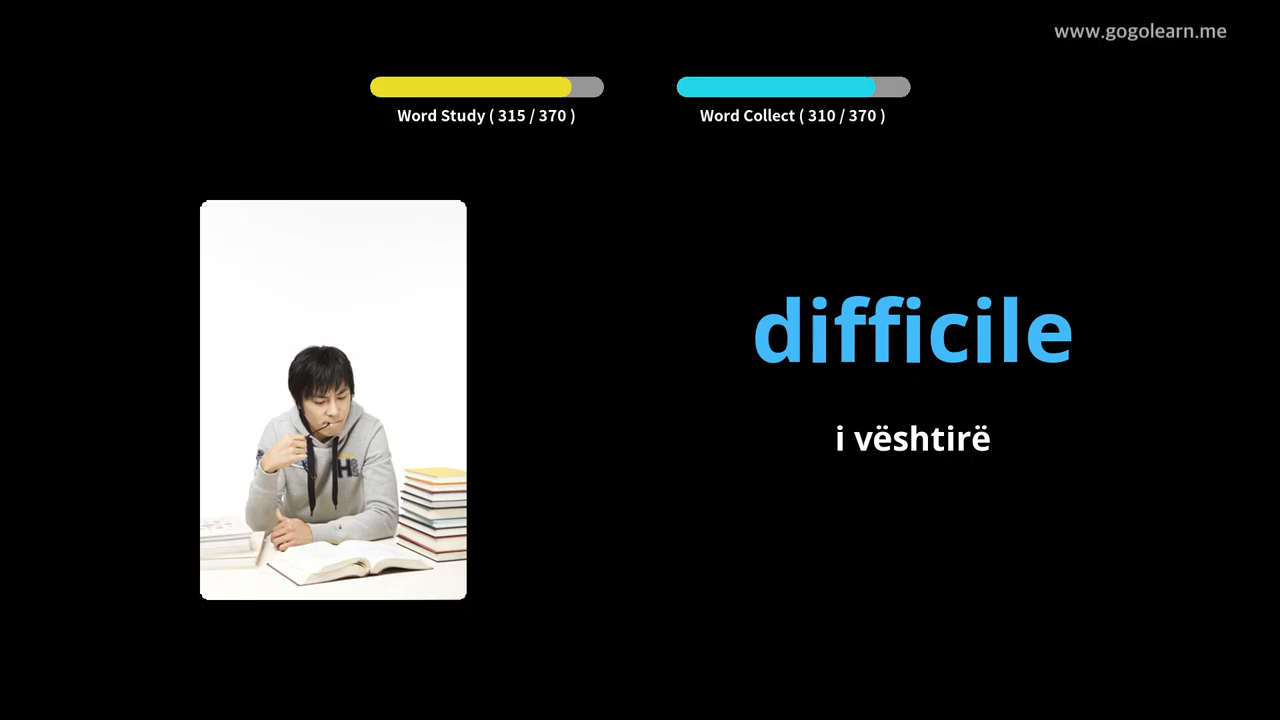 www.gogolearn.me
Word Study ( 315 / 370 )
Word Collect ( 310 / 370 )
difficile
i vështirë
H